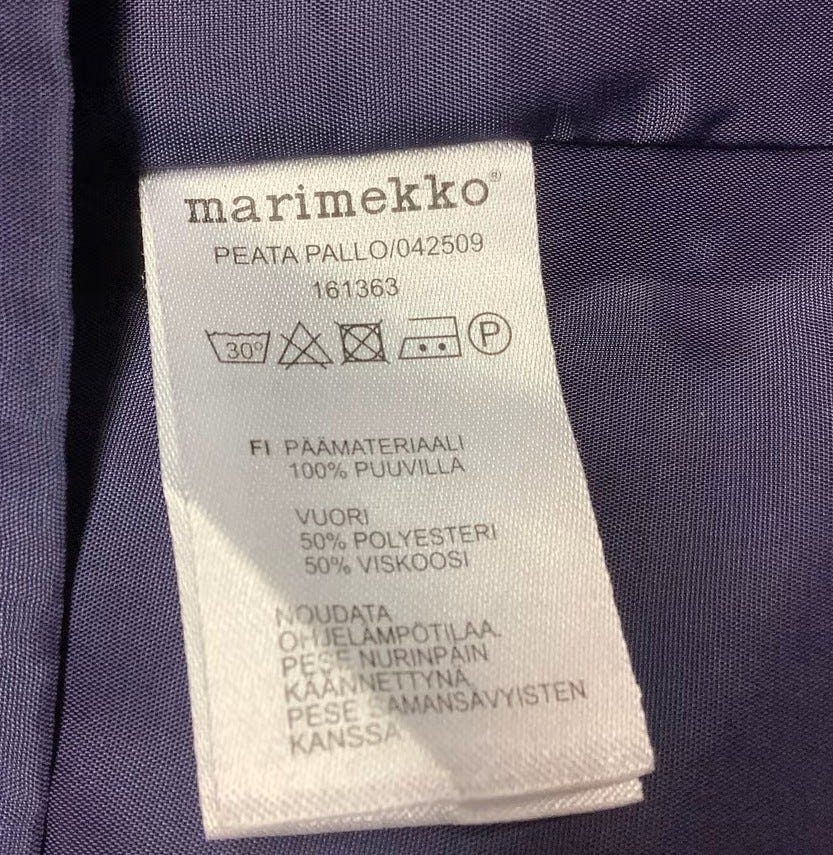 marimekko®
PEATA PALLO/042509
161363
30° P
FI PÄÄMATERIAALI
100% PUUVILLA
VUORI
50% POLYESTERI
50% VISKOOSI
NOUDATA
OHJELÄMPÖTILAA.
PESE NURINPÄIN
KÄÄNNETTYNÄ.
PESE SAMANSÄVYISTEN
KANSSA